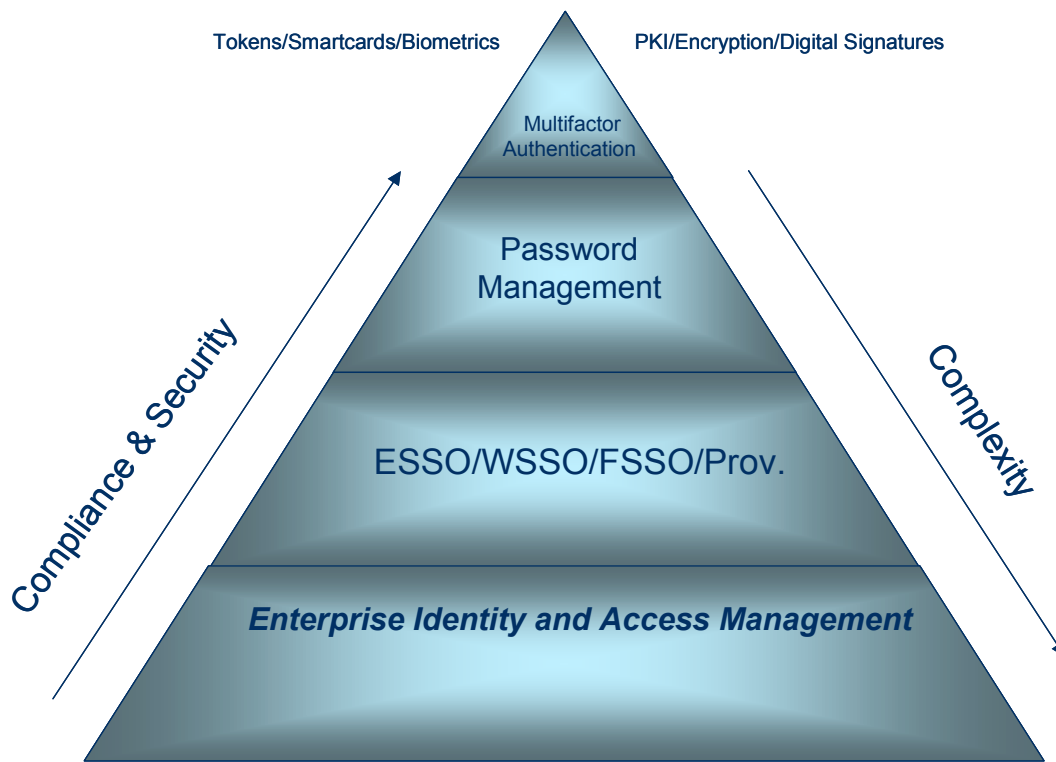 Tokens/Smartcards/Biometrics
PKI/Encryption/Digital Signatures
Multifactor
Authentication
Password
Management
Compliance & Security
Complexity
ESSO/WSSO/FSSO/Prov.
Enterprise Identity and Access Management